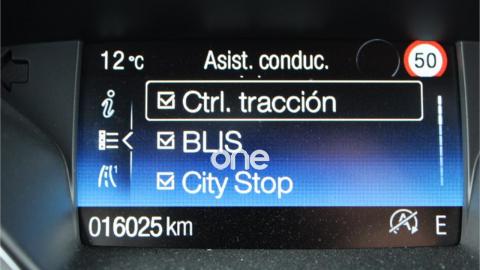 12 °C Asist. conduc. 50
Ctrl. tracción
BLIS
one
City Stop
016025 km A E